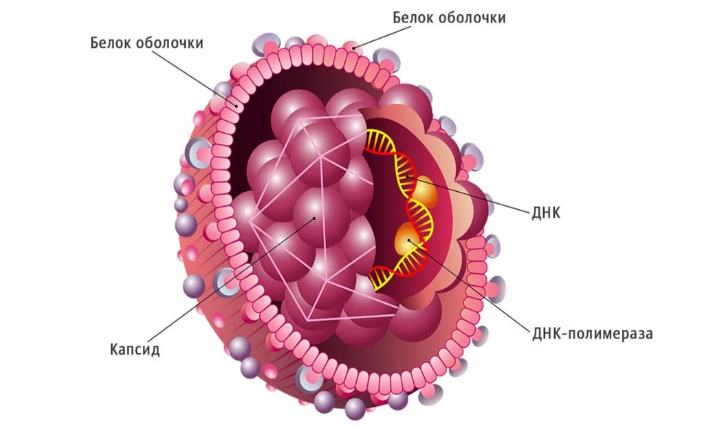 Белок оболочки
Белок оболочки
ДНК
ДНК-полимераза
Капсид